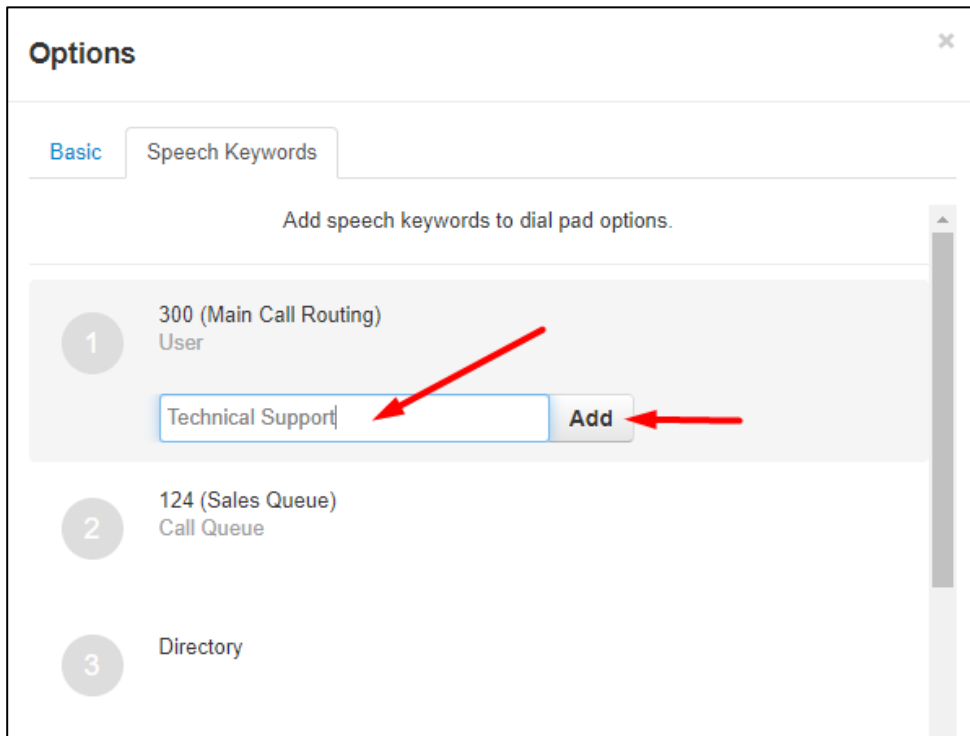 Options
×
Basic Speech Keywords
Add speech keywords to dial pad options.
1
300 (Main Call Routing)
User
Technical Support Add
2
124 (Sales Queue)
Call Queue
3
Directory